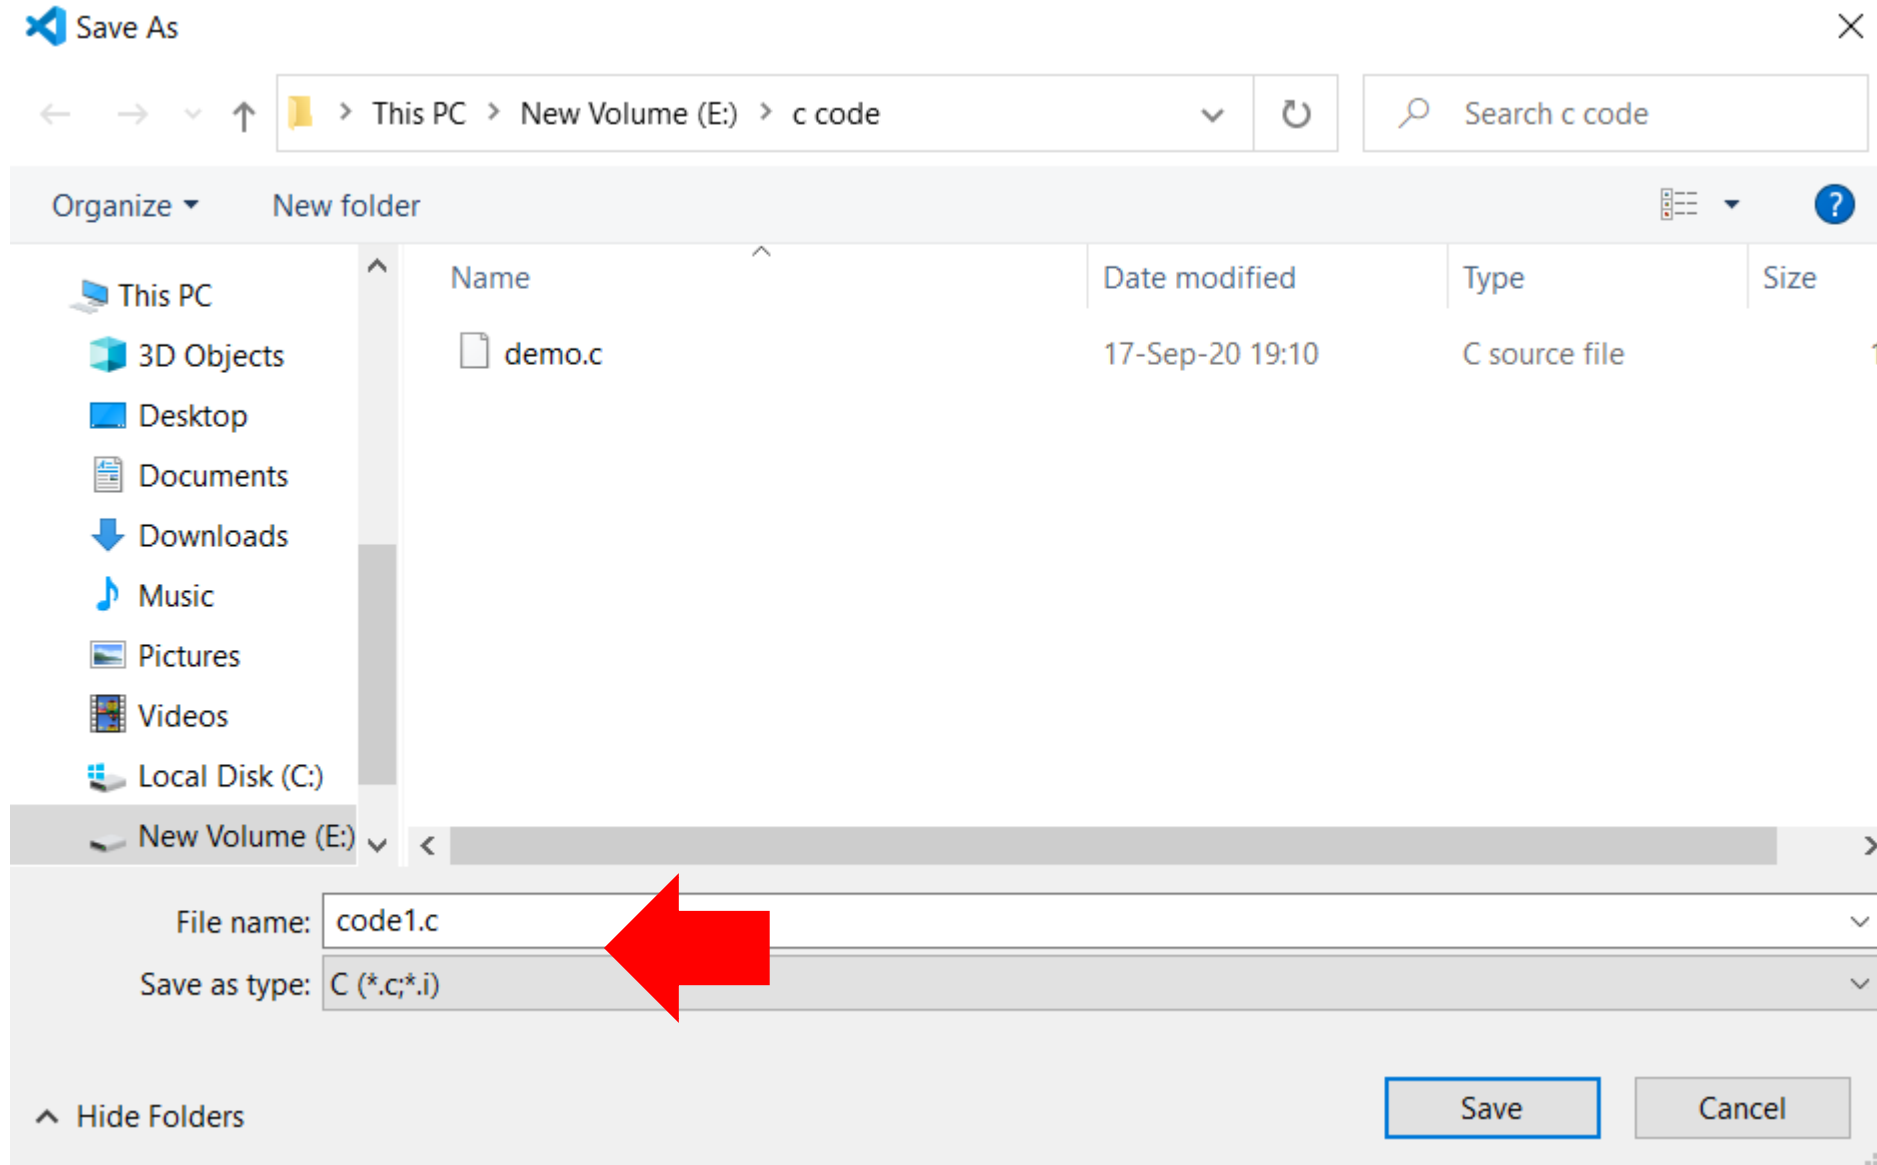 Save As
This PC > New Volume (E:) > c code
Search c code
Organize
New folder
?
Name
Date modified
Type
Size
demo.c
17-Sep-20 19:10
C source file
This PC
3D Objects
Desktop
Documents
Downloads
Music
Pictures
Videos
Local Disk (C:)
New Volume (E:)
File name: code1.c
Save as type: C (*.c;*.i)
Hide Folders
Save
Cancel